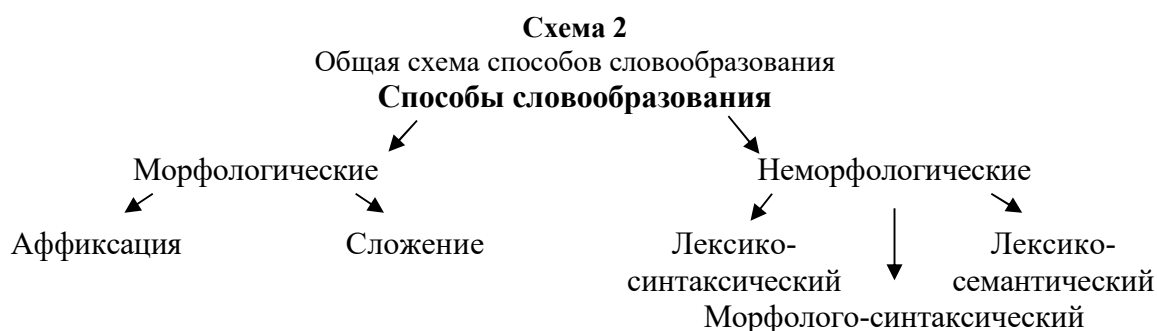 Схема 2
Общая схема способов словообразования
Способы словообразования
Морфологические Неморфологические
Аффиксация Сложение Лексико- Лексико-
синтаксический семантический
Морфолого-синтаксический